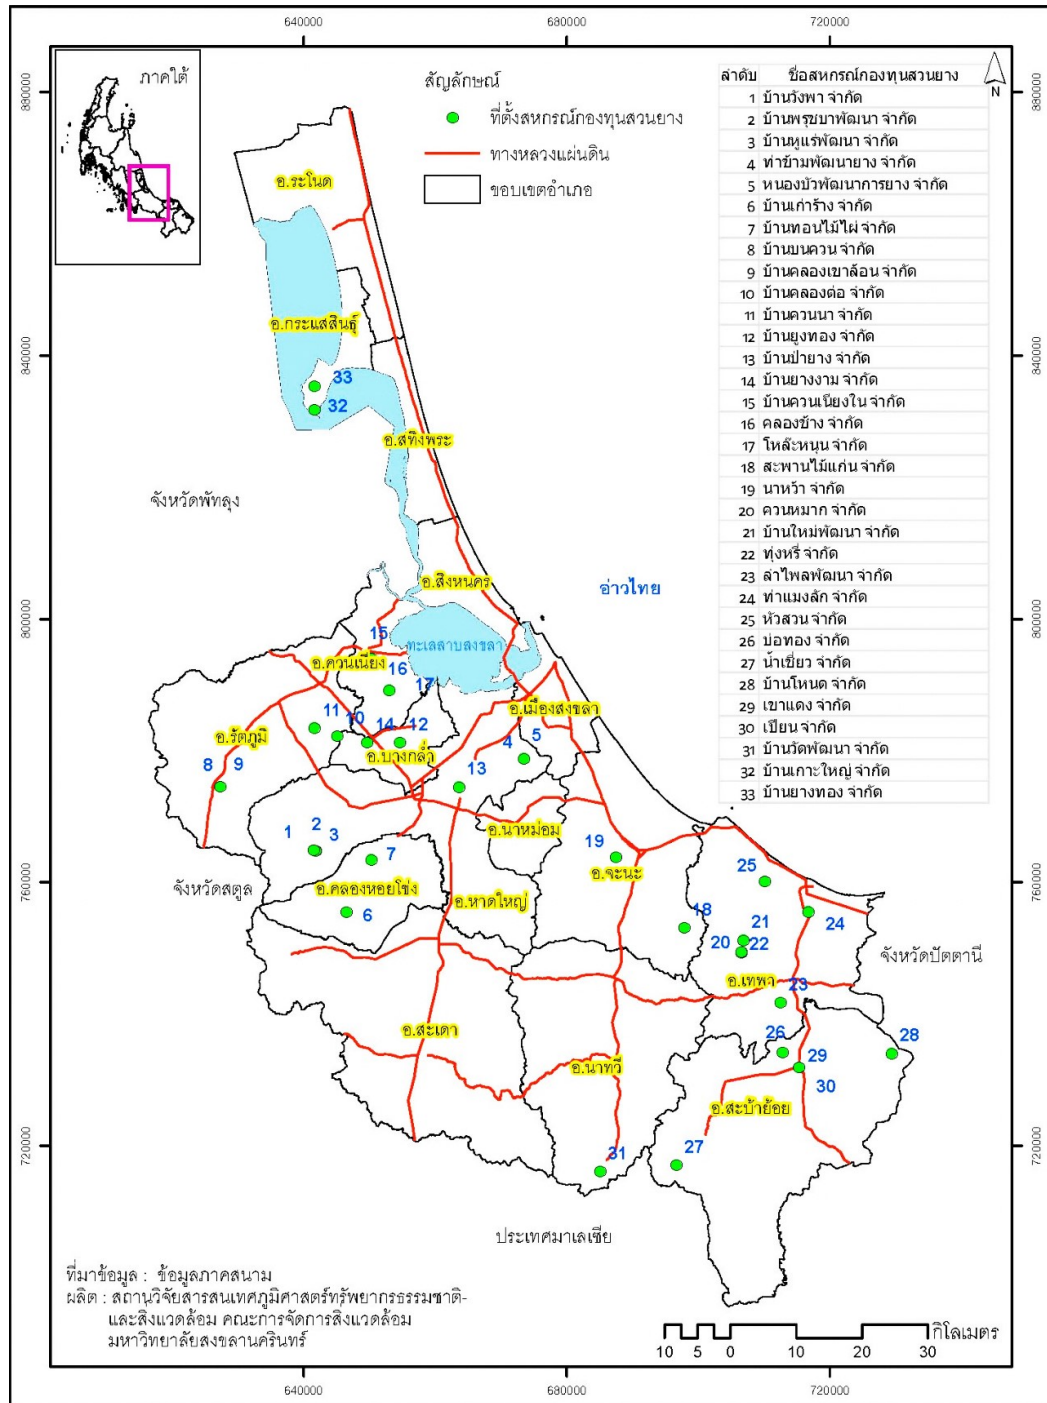 640000
680000
720000
ภาคใต้
สัญลักษณ์
ที่ตั้งสหกรณ์กองทุนสวนยาง
ทางหลวงแผ่นดิน
ขอบเขตอำเภอ
N
ลำดับ ชื่อสหกรณ์กองทุนสวนยาง
1 บ้านวังพา จำกัด
2 บ้านพรุชบาพัฒนา จำกัด
3 บ้านหูแร่พัฒนา จำกัด
4 ท่าข้ามพัฒนายาง จำกัด
5 หนองบัวพัฒนาการยาง จำกัด
6 บ้านเก่าร้าง จำกัด
7 บ้านทอนไม้ไผ่ จำกัด
8 บ้านบนควน จำกัด
9 บ้านคลองเขาล้อน จำกัด
10 บ้านคลองต่อ จำกัด
11 บ้านควนนา จำกัด
12 บ้านยูงทอง จำกัด
13 บ้านป่ายาง จำกัด
14 บ้านยางงาม จำกัด
15 บ้านควนเนียงใน จำกัด
16 คลองช้าง จำกัด
17 โหล๊ะหนุน จำกัด
18 สะพานไม้แก่น จำกัด
19 นาหว้า จำกัด
20 ควนหมาก จำกัด
21 บ้านใหม่พัฒนา จำกัด
22 ทุ่งหรี่ จำกัด
23 ลำไพลพัฒนา จำกัด
24 ท่าแมงลัก จำกัด
25 หัวสวน จำกัด
26 บ่อทอง จำกัด
27 น้ำเชี่ยว จำกัด
28 บ้านโหนด จำกัด
29 เขาแดง จำกัด
30 เปียน จำกัด
31 บ้านวัดพัฒนา จำกัด
32 บ้านเกาะใหญ่ จำกัด
33 บ้านยางทอง จำกัด
880000
880000
อ.ระโนด
อ.กระแสสินธุ์
840000
840000
33
32
อ.สทิงพระ
จังหวัดพัทลุง
อ.สิงหนคร
อ่าวไทย
800000
800000
15
ทะเลสาบสงขลา
อ.ควนเนียง
16
17
อ.เมืองสงขลา
11
10
14
12
อ.รัตภูมิ
4
5
อ.บางกล่ำ
8
9
13
1
2
3
อ.นาหม่อม
19
7
25
อ.จะนะ
760000
760000
จังหวัดสตูล
อ.คลองหอยโข่ง
อ.หาดใหญ่
6
18
21
24
20
22
จังหวัดปัตตานี
อ.เทพา
23
อ.สะเดา
26
28
29
อ.นาทวี
30
อ.สะบ้าย้อย
720000
720000
31
27
ประเทศมาเลเซีย
ที่มาข้อมูล : ข้อมูลภาคสนาม
ผลิต : สถานวิจัยสารสนเทศภูมิศาสตร์ทรัพยากรธรรมชาติ-
และสิ่งแวดล้อม คณะการจัดการสิ่งแวดล้อม
มหาวิทยาลัยสงขลานครินทร์
กิโลเมตร
10 5 0 10 20 30
640000
680000
720000